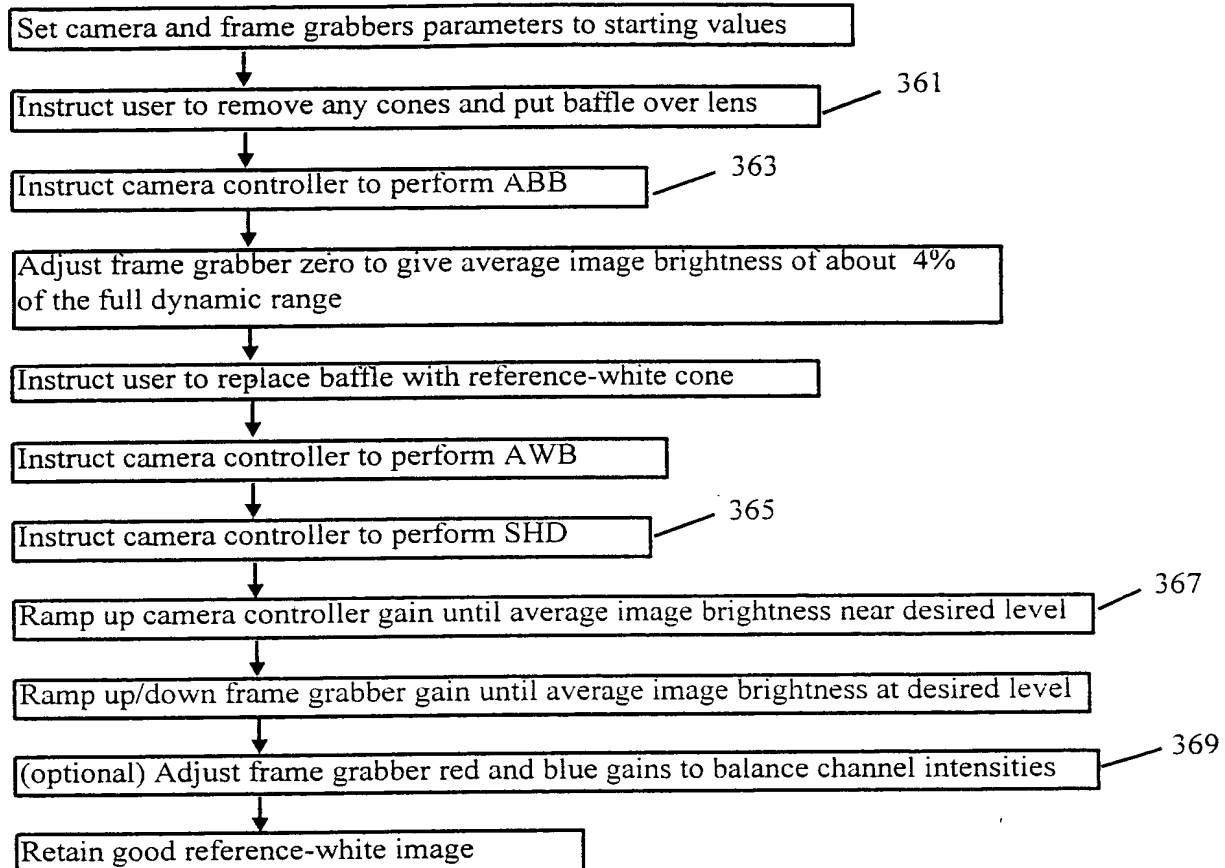 Set camera and frame grabbers parameters to starting values
361
Instruct user to remove any cones and put baffle over lens
363
Instruct camera controller to perform ABB
Adjust frame grabber zero to give average image brightness of about 4%
of the full dynamic range
Instruct user to replace baffle with reference-white cone
Instruct camera controller to perform AWB
365
Instruct camera controller to perform SHD
367
Ramp up camera controller gain until average image brightness near desired level
Ramp up/down frame grabber gain until average image brightness at desired level
369
(optional) Adjust frame grabber red and blue gains to balance channel intensities
Retain good reference-white image